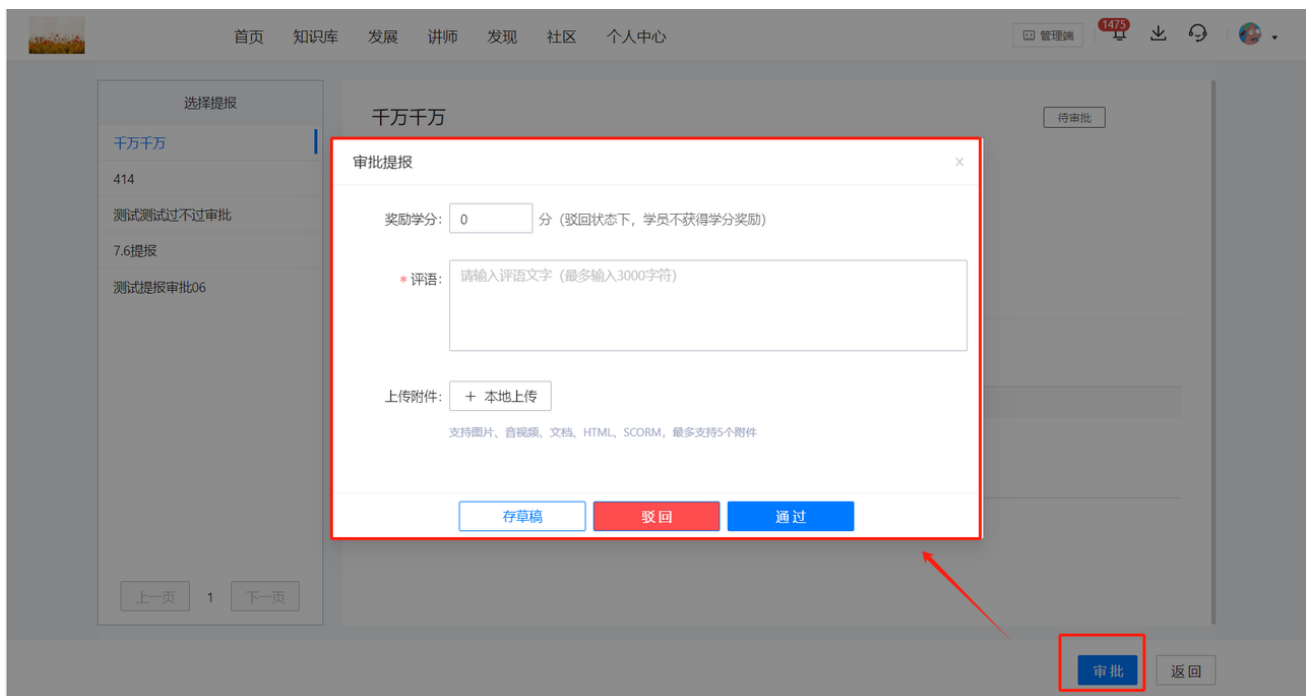 首页 知识库 发展 讲师 发现 社区 个人中心 管理端 1475
选择提报
千万千万
414
测试测试过不过审批
7.6提报
测试提报审批06
上一页 1 下一页
千万千万 待审批
审批提报 ×
奖励学分: 0 分 (驳回状态下，学员不获得学分奖励)
* 评语: 请输入评语文字 (最多输入3000字符)
上传附件: + 本地上传
支持图片、音视频、文档、HTML、SCORM，最多支持5个附件
存草稿 驳回 通过
审批 返回